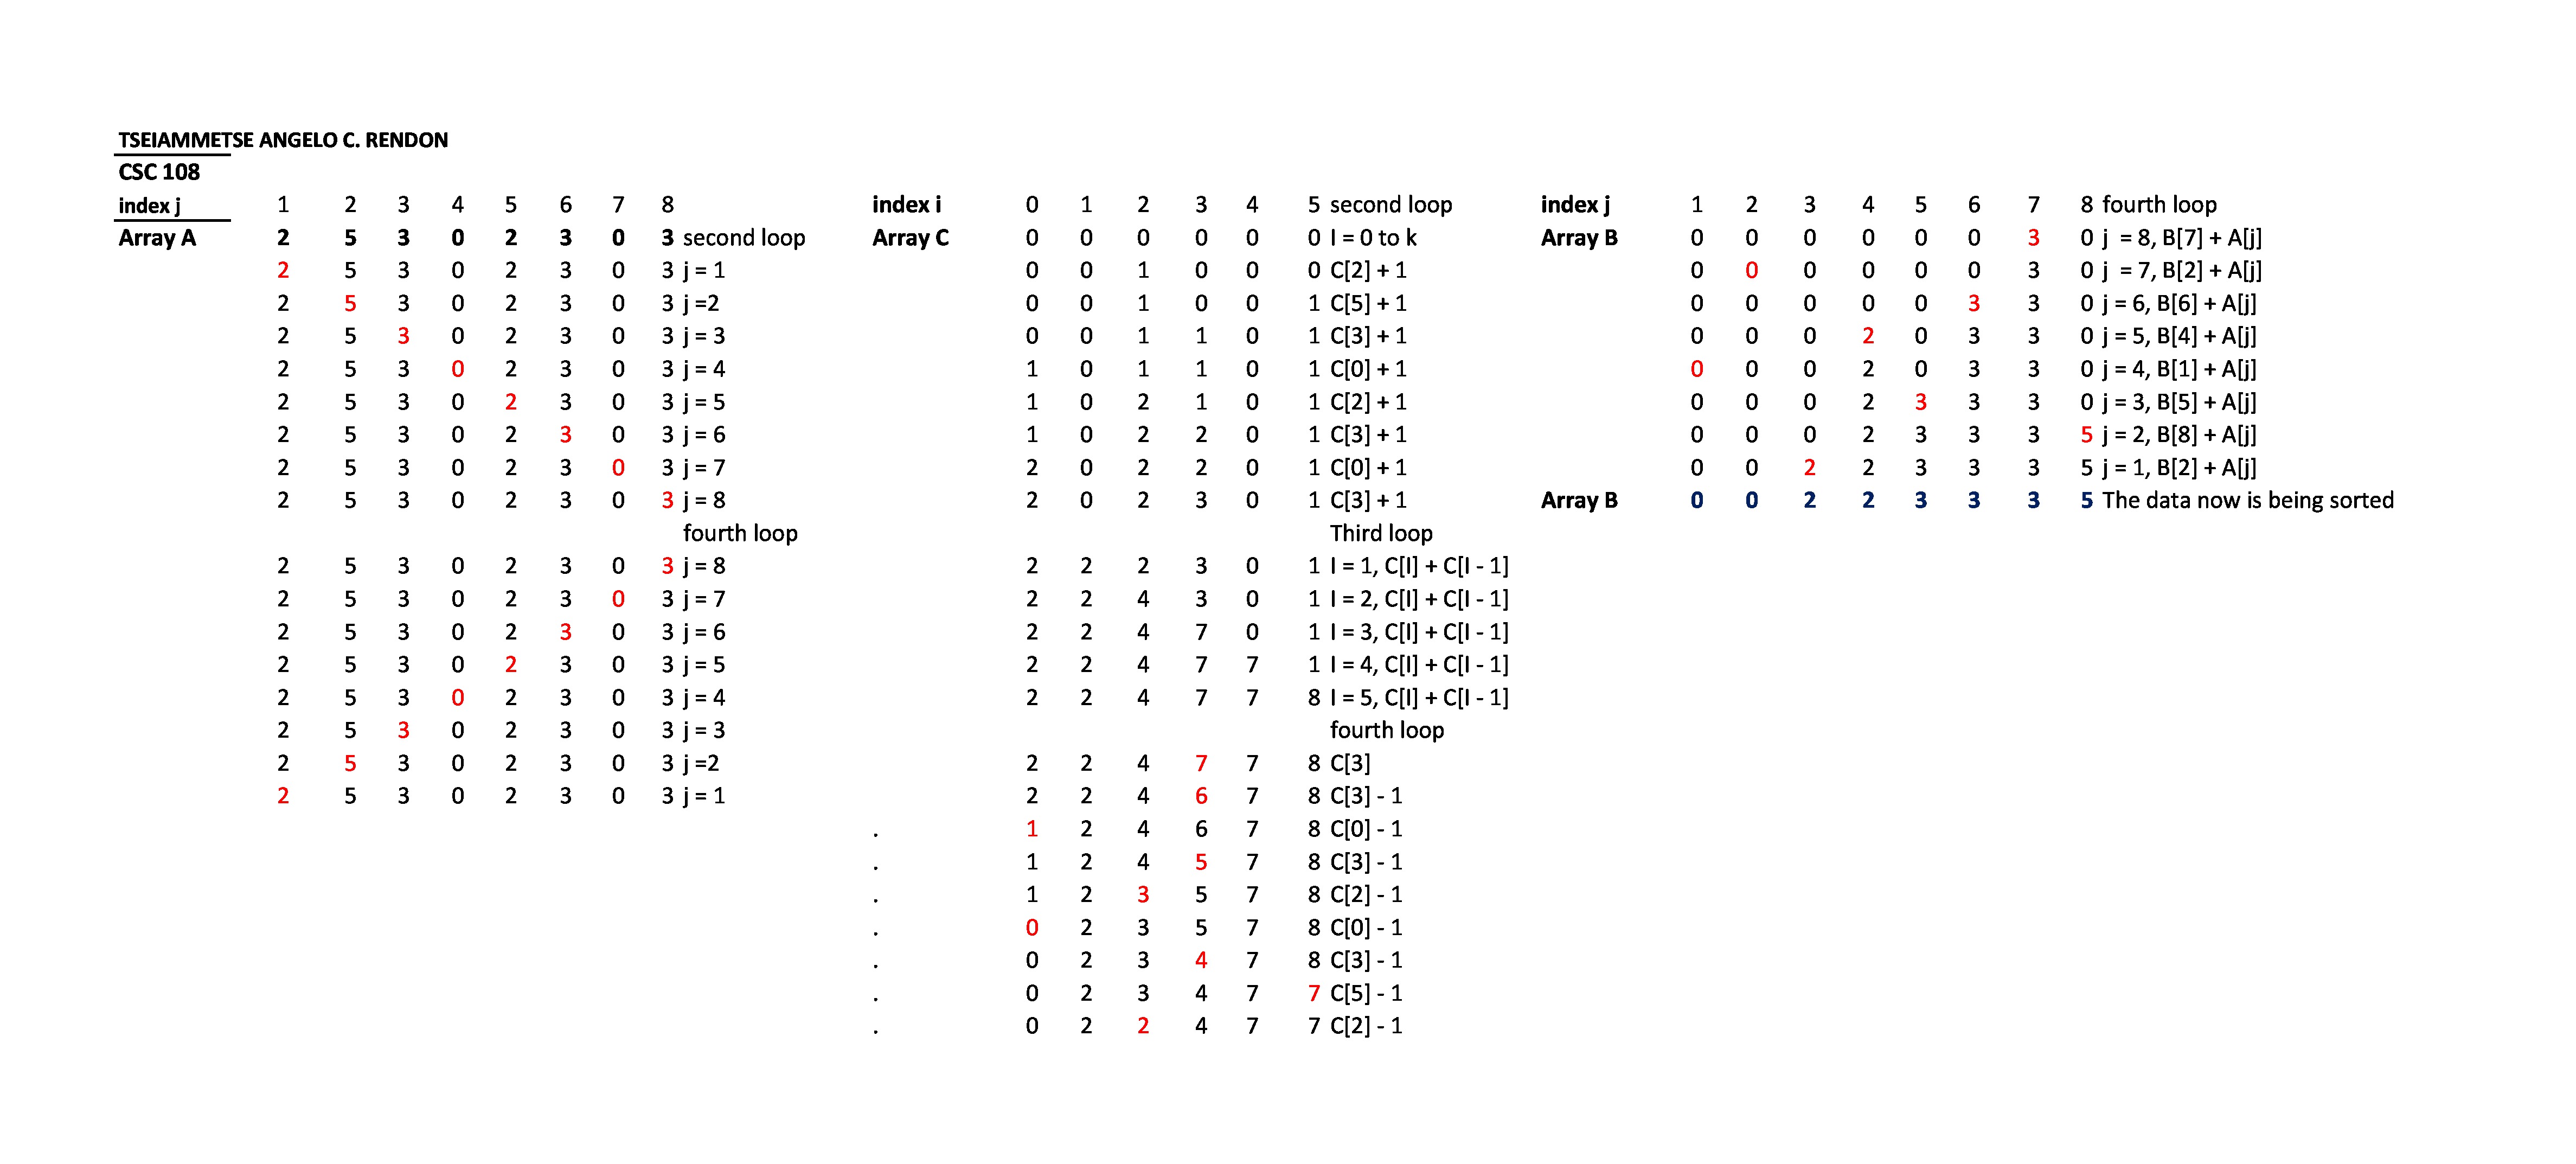 TSEIAMMETSE ANGELO C. RENDON
CSC 108
index j 1 2 3 4 5 6 7 8 index i 0 1 2 3 4 5 second loop index j 1 2 3 4 5 6 7 8 fourth loop
Array A 2 5 3 0 2 3 0 3 second loop Array C 0 0 0 0 0 0 I = 0 to k Array B 0 0 0 0 0 0 3 0 j = 8, B[7] + A[j]
2 5 3 0 2 3 0 3 j = 1 0 0 1 0 0 0 C[2] + 1 0 0 0 0 0 0 3 0 j = 7, B[2] + A[j]
2 5 3 0 2 3 0 3 j =2 0 0 1 0 0 1 C[5] + 1 0 0 0 0 0 3 3 0 j = 6, B[6] + A[j]
2 5 3 0 2 3 0 3 j = 3 0 0 1 1 0 1 C[3] + 1 0 0 0 2 0 3 3 0 j = 5, B[4] + A[j]
2 5 3 0 2 3 0 3 j = 4 1 0 1 1 0 1 C[0] + 1 0 0 0 2 0 3 3 0 j = 4, B[1] + A[j]
2 5 3 0 2 3 0 3 j = 5 1 0 2 1 0 1 C[2] + 1 0 0 0 2 3 3 3 0 j = 3, B[5] + A[j]
2 5 3 0 2 3 0 3 j = 6 1 0 2 2 0 1 C[3] + 1 0 0 0 2 3 3 3 5 j = 2, B[8] + A[j]
2 5 3 0 2 3 0 3 j = 7 2 0 2 2 0 1 C[0] + 1 0 0 2 2 3 3 3 5 j = 1, B[2] + A[j]
2 5 3 0 2 3 0 3 j = 8 2 0 2 3 0 1 C[3] + 1 Array B 0 0 2 2 3 3 3 5 The data now is being sorted
fourth loop Third loop
2 5 3 0 2 3 0 3 j = 8 2 2 2 3 0 1 I = 1, C[I] + C[I - 1]
2 5 3 0 2 3 0 3 j = 7 2 2 4 3 0 1 I = 2, C[I] + C[I - 1]
2 5 3 0 2 3 0 3 j = 6 2 2 4 7 0 1 I = 3, C[I] + C[I - 1]
2 5 3 0 2 3 0 3 j = 5 2 2 4 7 7 1 I = 4, C[I] + C[I - 1]
2 5 3 0 2 3 0 3 j = 4 2 2 4 7 7 8 I = 5, C[I] + C[I - 1]
2 5 3 0 2 3 0 3 j = 3 fourth loop
2 5 3 0 2 3 0 3 j =2 2 2 4 7 7 8 C[3]
2 5 3 0 2 3 0 3 j = 1 2 2 4 6 7 8 C[3] - 1
. 1 2 4 6 7 8 C[0] - 1
. 1 2 4 5 7 8 C[3] - 1
. 1 2 3 5 7 8 C[2] - 1
. 0 2 3 5 7 8 C[0] - 1
. 0 2 3 4 7 8 C[3] - 1
. 0 2 3 4 7 7 C[5] - 1
. 0 2 2 4 7 7 C[2] - 1